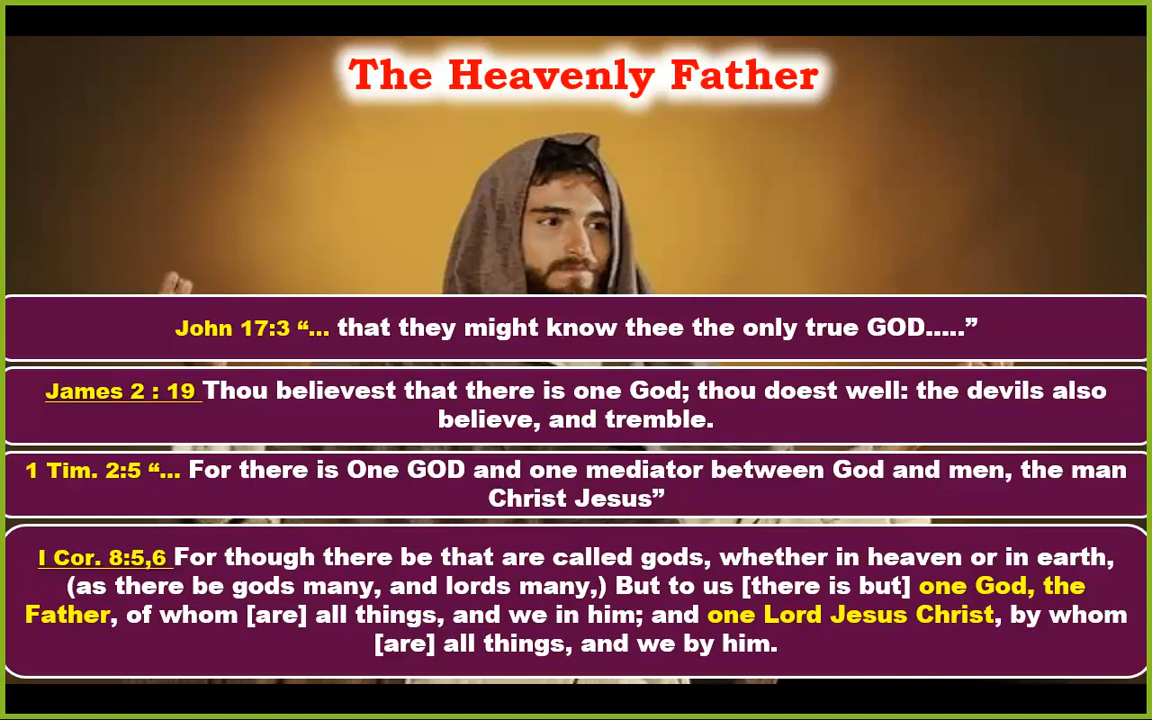 The Heavenly Father
John 17:3 “... that they might know thee the only true GOD.....”
James 2 : 19 Thou believest that there is one God; thou doest well: the devils also
believe, and tremble.
1 Tim. 2:5 “... For there is One GOD and one mediator between God and men, the man
Christ Jesus”
I Cor. 8:5,6 For though there be that are called gods, whether in heaven or in earth,
(as there be gods many, and lords many,) But to us [there is but] one God, the
Father, of whom [are] all things, and we in him; and one Lord Jesus Christ, by whom
[are] all things, and we by him.